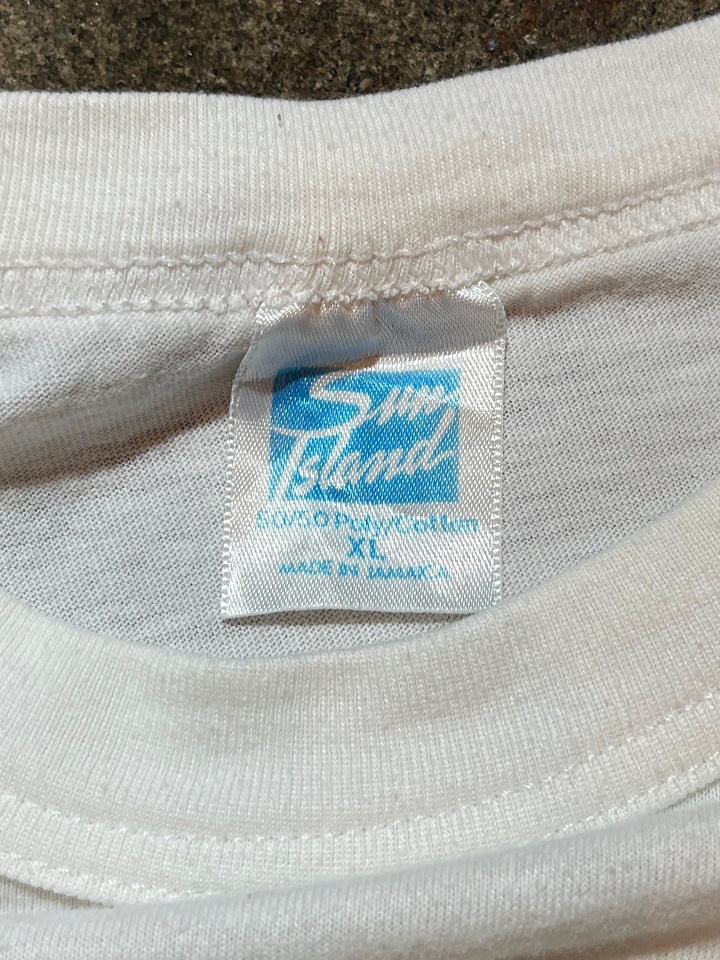 Sun
Island
50/50 Poly/Cotton
XL
MADE IN JAMAICA